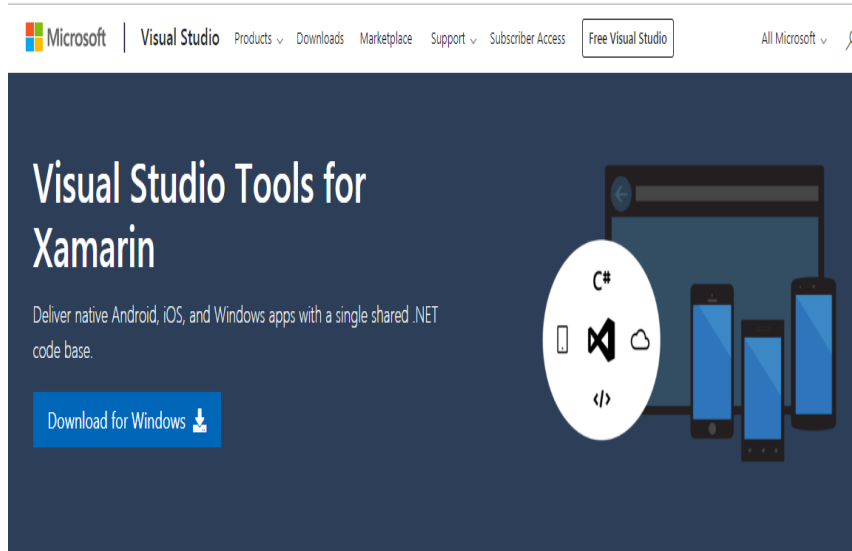 Microsoft Visual Studio Products Downloads Marketplace Support Subscriber Access Free Visual Studio All Microsoft
Visual Studio Tools for
Xamarin
Deliver native Android, iOS, and Windows apps with a single shared .NET
code base.
Download for Windows
C#
</>